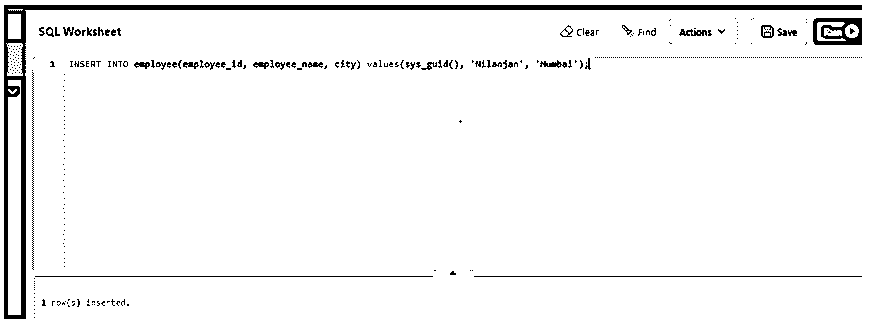 SQL Worksheet Clear Find Actions Save Run
1 INSERT INTO employee(employee_id, employee_name, city) values(sys_guid(), 'Nilanjan', 'Mumbai');
1 row(s) inserted.